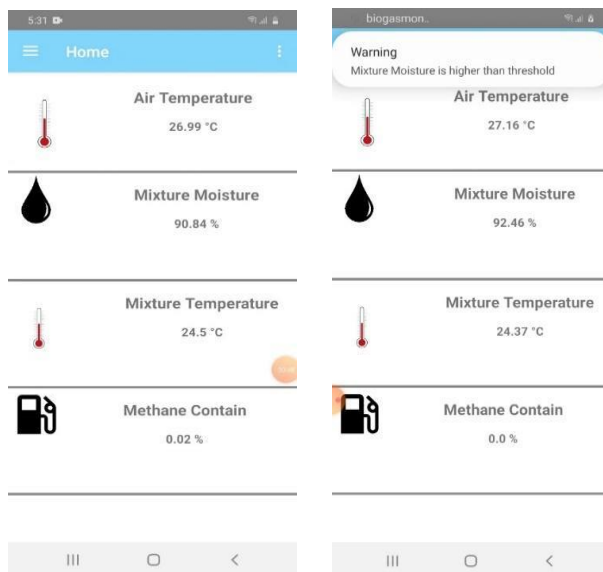 5:31
Home
Air Temperature
26.99 °C
Mixture Moisture
90.84 %
Mixture Temperature
24.5 °C
Methane Contain
0.02 %
biogasmon..
Warning
Mixture Moisture is higher than threshold
Air Temperature
27.16 °C
Mixture Moisture
92.46 %
Mixture Temperature
24.37 °C
Methane Contain
0.0 %